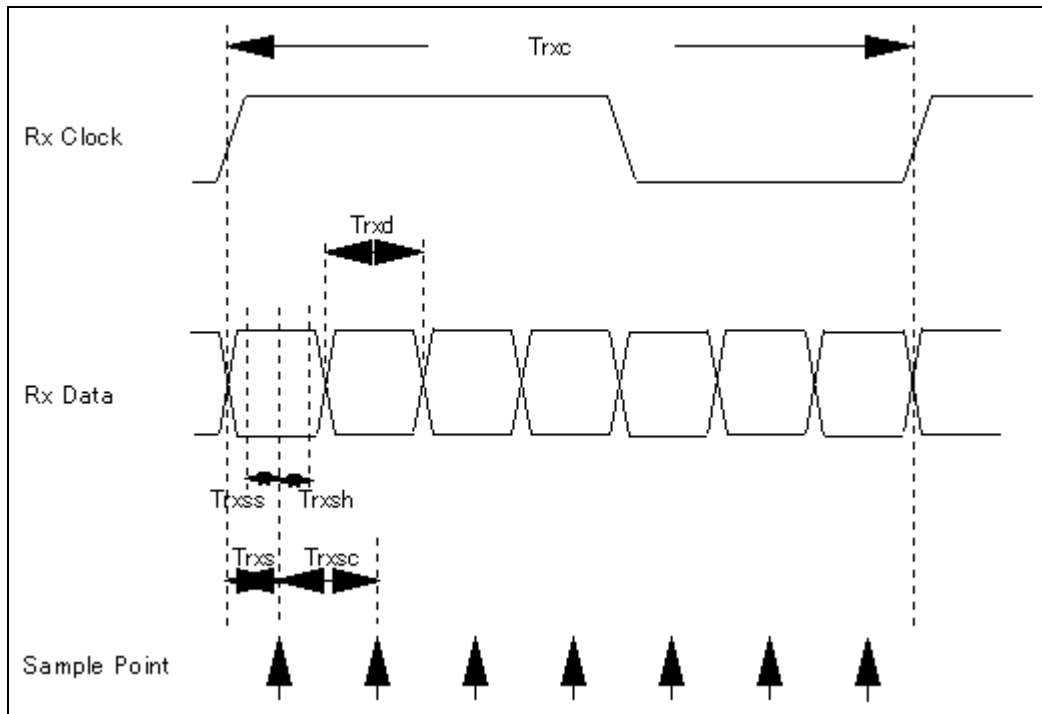 Trxc
Rx Clock
Trxd
Rx Data
Trxss Trxsh
Trxs Trxsc
Sample Point